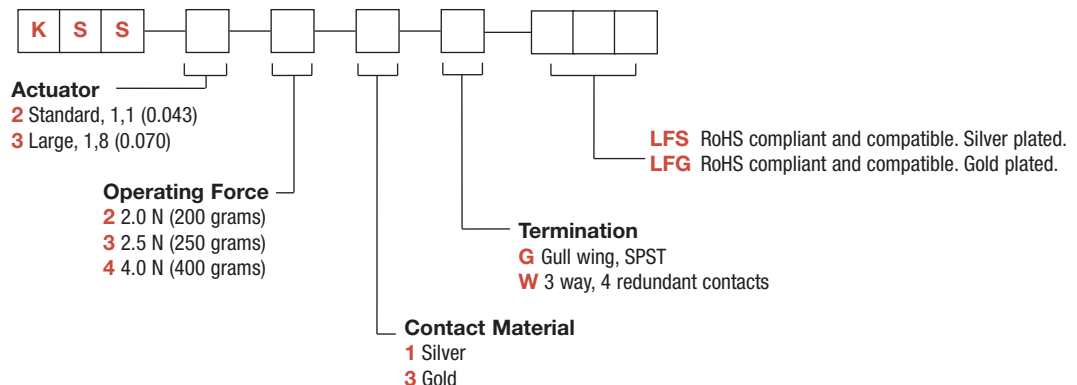 K S S
Actuator
2 Standard, 1,1 (0.043)
3 Large, 1,8 (0.070)
LFS RoHS compliant and compatible. Silver plated.
LFG RoHS compliant and compatible. Gold plated.
Operating Force
2 2.0 N (200 grams)
3 2.5 N (250 grams)
4 4.0 N (400 grams)
Termination
G Gull wing, SPST
W 3 way, 4 redundant contacts
Contact Material
1 Silver
3 Gold